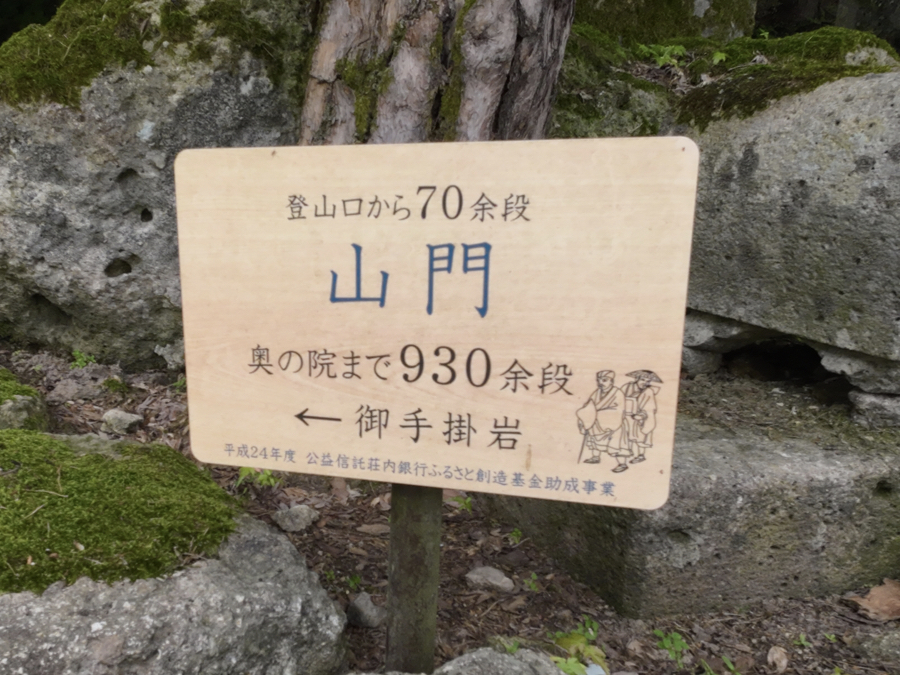 登山口から70余段
山門
奥の院まで930余段
←御手掛岩
平成24年度 公益信託荘内銀行ふるさと創造基金助成事業